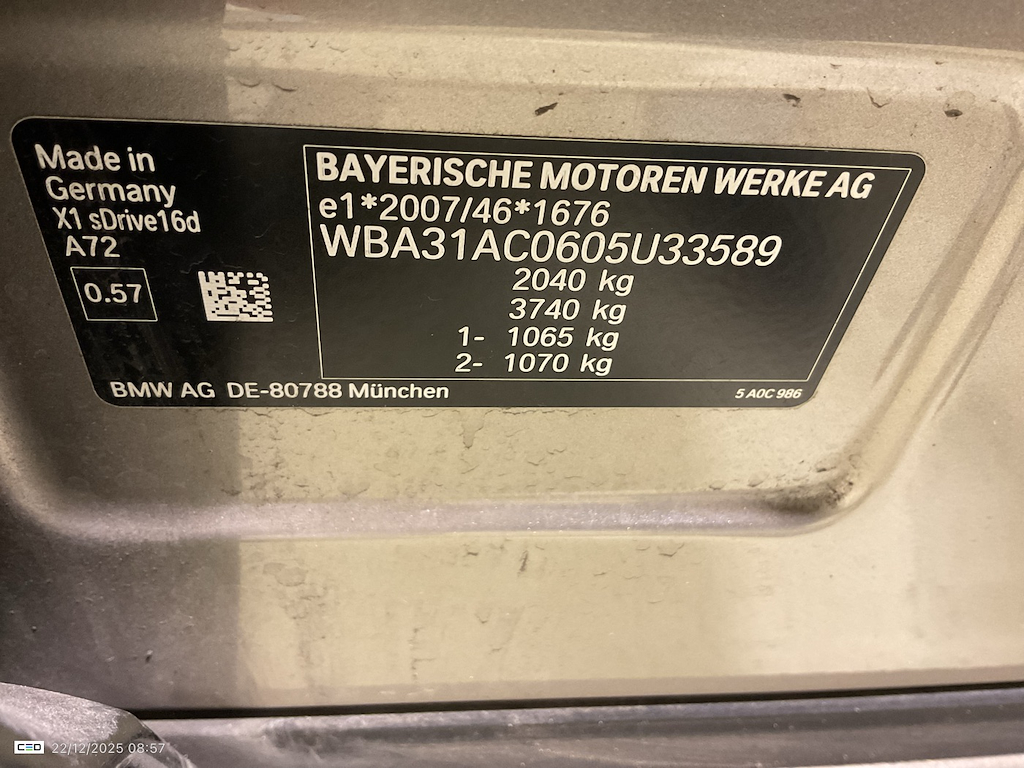 Made in
Germany
X1 sDrive16d
A72
0.57
BAYERISCHE MOTOREN WERKE AG
e1*2007/46*1676
WBA31AC0605U33589
2040 kg
3740 kg
1- 1065 kg
2- 1070 kg
BMW AG DE-80788 München
5 A0C 986
CEO 22/12/2025 08:57